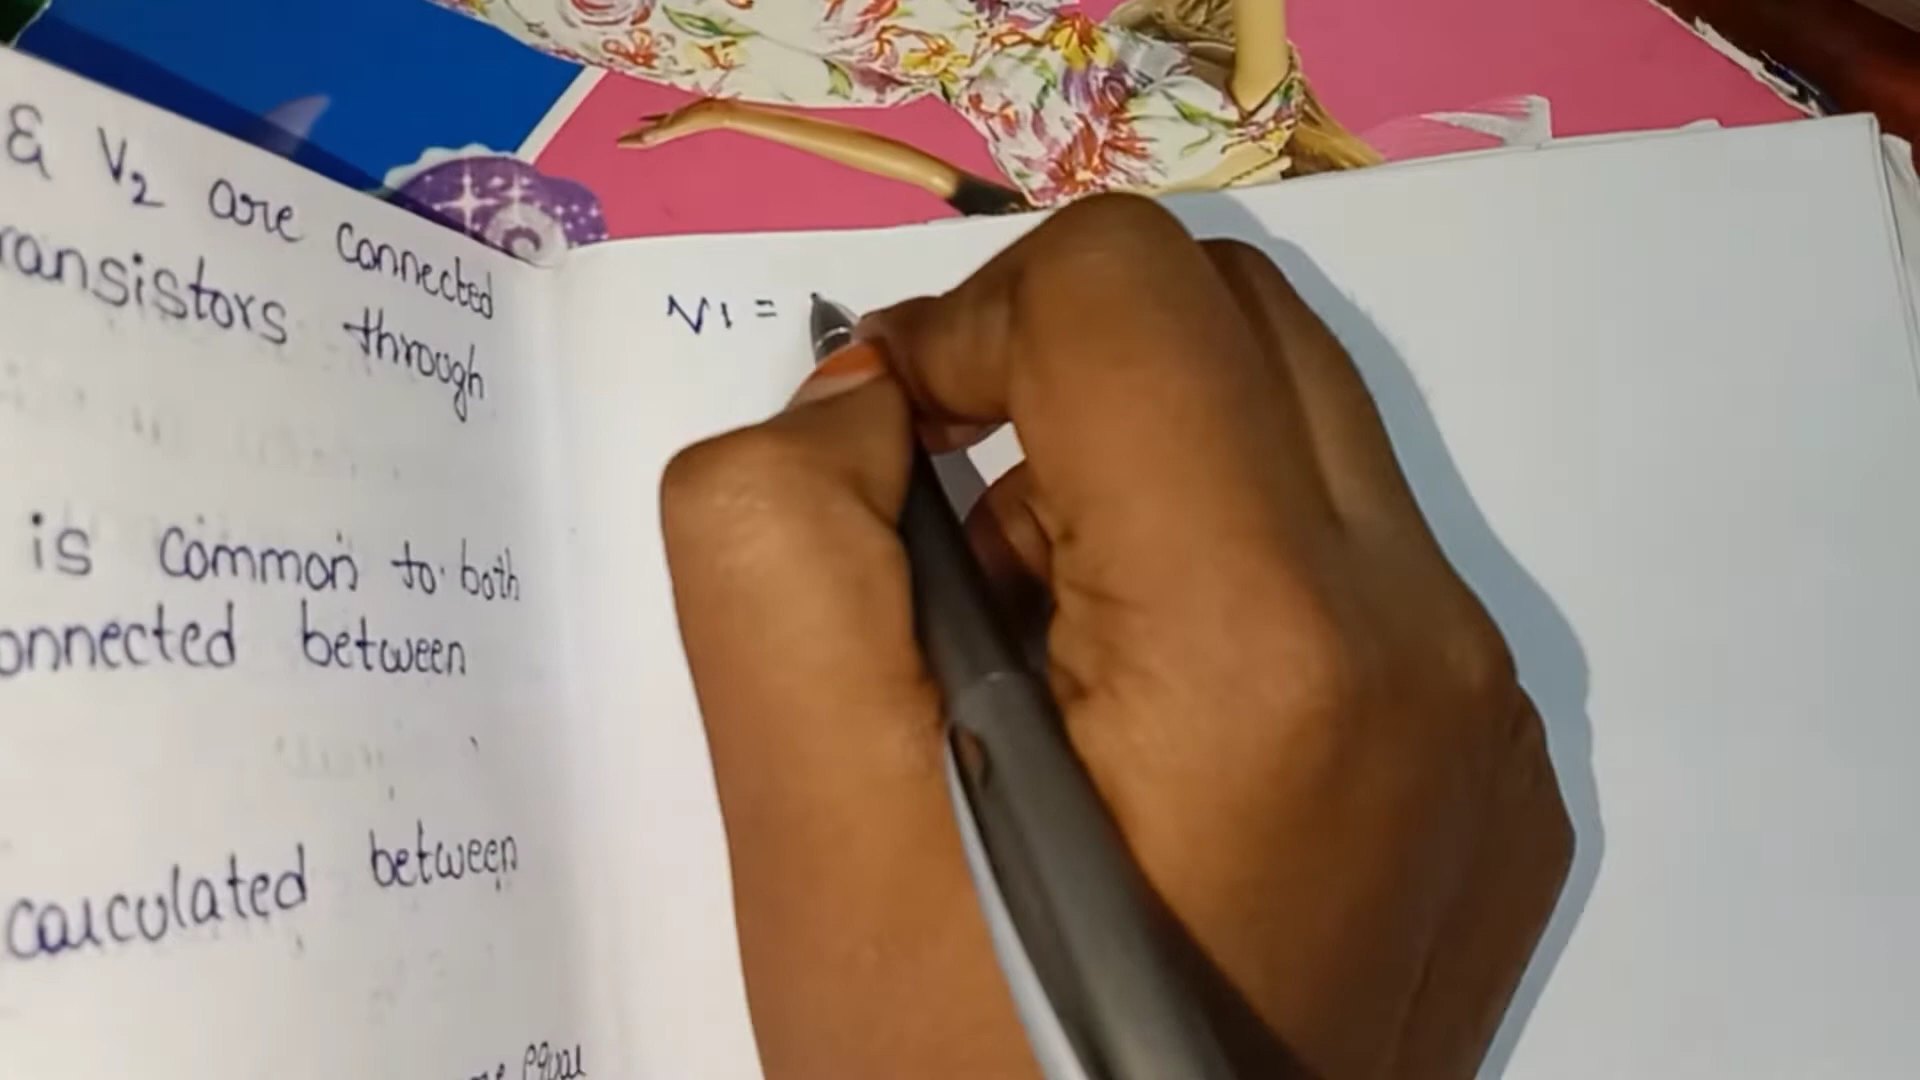 & V₂ are connected
ransistors through
is common to both
onnected between
calculated between
V1 =